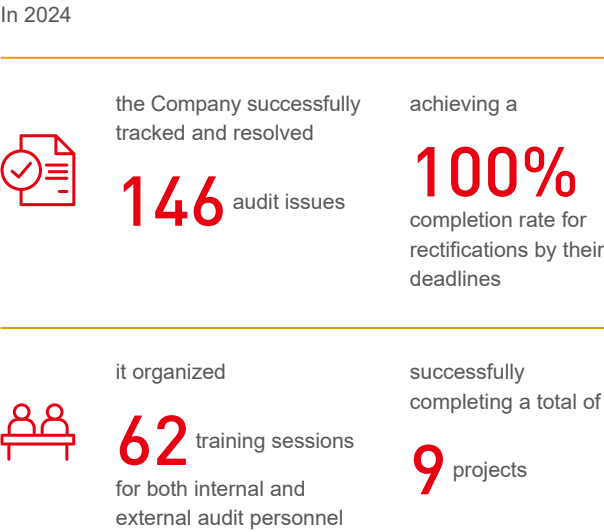 In 2024
the Company successfully
tracked and resolved
146 audit issues
achieving a
100%
completion rate for
rectifications by their
deadlines
it organized
62 training sessions
for both internal and
external audit personnel
successfully
completing a total of
9 projects